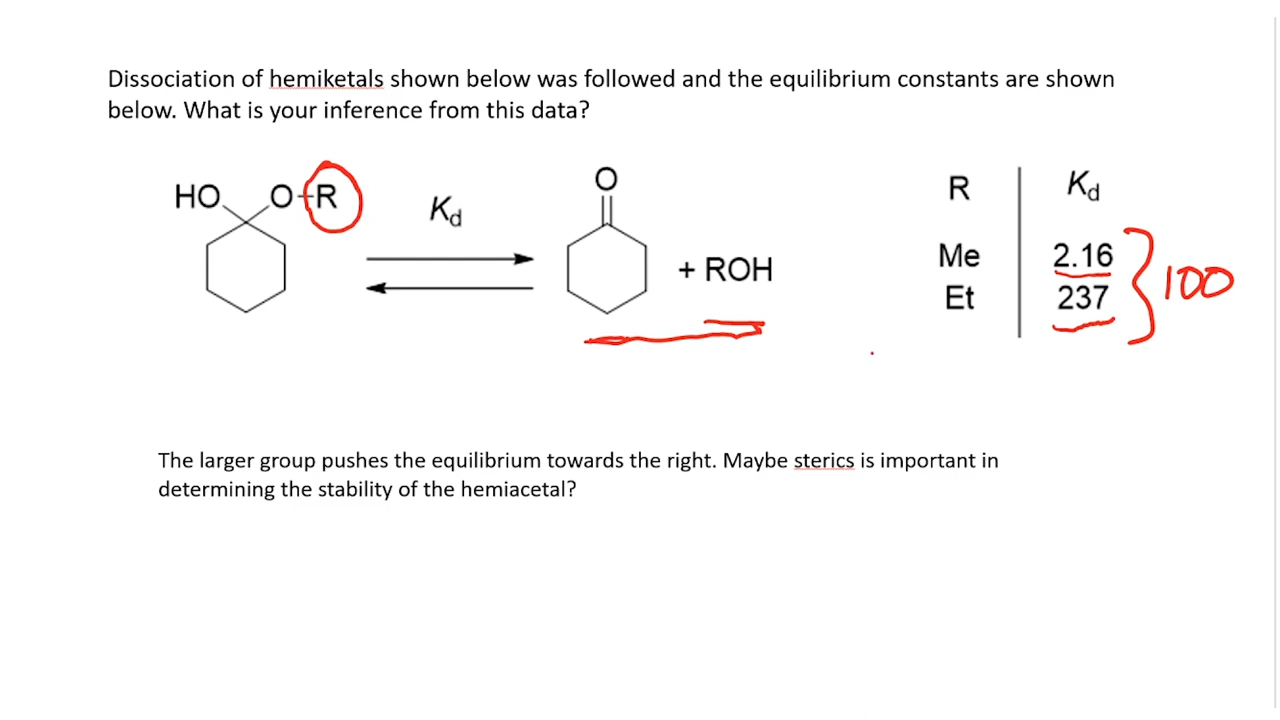 Dissociation of hemiketals shown below was followed and the equilibrium constants are shown
below. What is your inference from this data?
HO O-R
Kd
O
+ ROH
R Kd
Me 2.16
Et 237
100
The larger group pushes the equilibrium towards the right. Maybe sterics is important in
determining the stability of the hemiacetal?